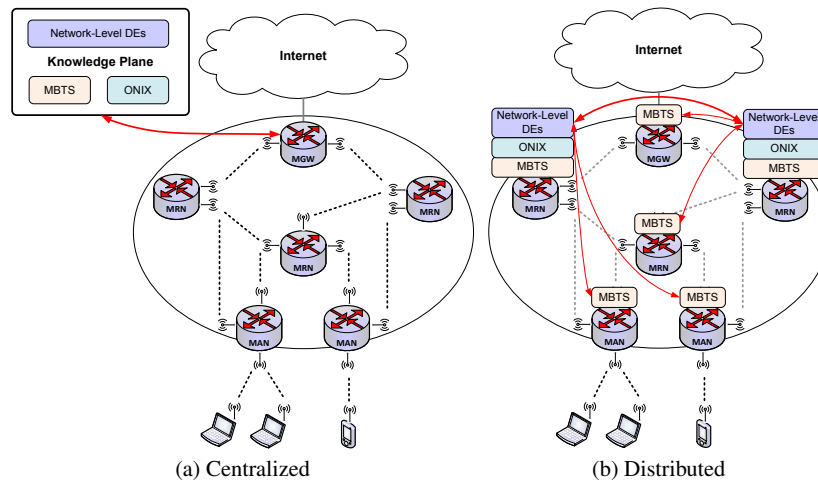 Network-Level DEs
Knowledge Plane
MBTS
ONIX
Internet
MGW
MRN
MRN
MRN
MAN
MAN
(a) Centralized
Internet
MBTS
Network-Level
DEs
ONIX
MBTS
Network-Level
DEs
ONIX
MBTS
MGW
MRN
MRN
MBTS
MRN
MBTS
MBTS
MAN
MAN
(b) Distributed